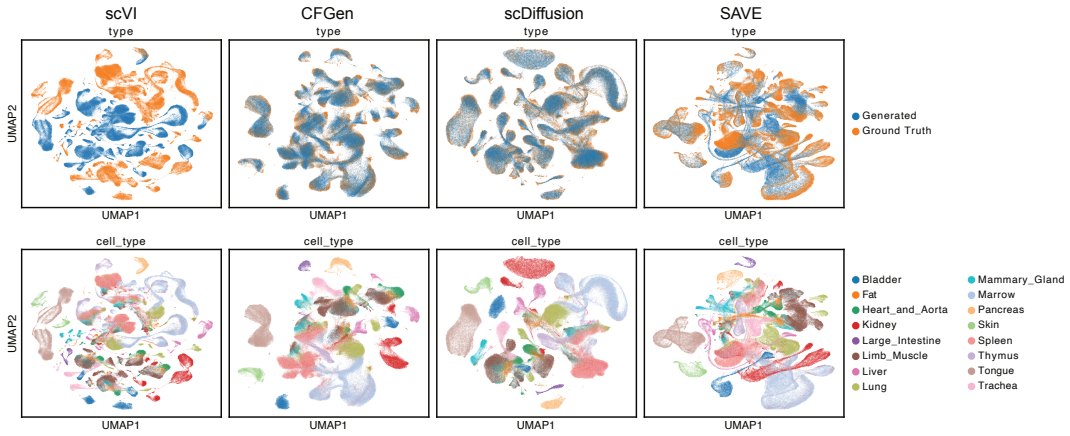 scVI
CFGen
scDiffusion
SAVE
type
type
type
type
UMAP2
Generated
Ground Truth
UMAP1
UMAP1
UMAP1
UMAP1
cell_type
cell_type
cell_type
cell_type
UMAP2
Bladder
Fat
Heart_and_Aorta
Kidney
Large_Intestine
Limb_Muscle
Liver
Lung
Mammary_Gland
Marrow
Pancreas
Skin
Spleen
Thymus
Tongue
Trachea
UMAP1
UMAP1
UMAP1
UMAP1